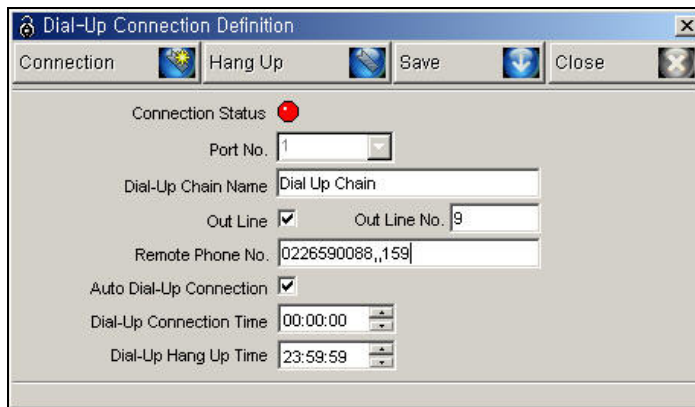 Dial-Up Connection Definition
Connection Hang Up Save Close
Connection Status
Port No. 1
Dial-Up Chain Name Dial Up Chain
Out Line Out Line No. 9
Remote Phone No. 0226590088,,159
Auto Dial-Up Connection
Dial-Up Connection Time 00:00:00
Dial-Up Hang Up Time 23:59:59